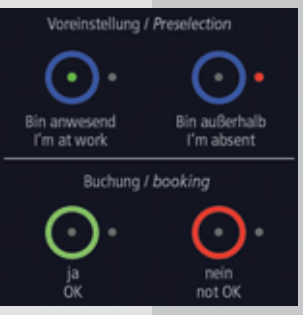 Voreinstellung / Preselection
Bin anwesend
I'm at work
Bin außerhalb
I'm absent
Buchung / booking
ja
OK
nein
not OK